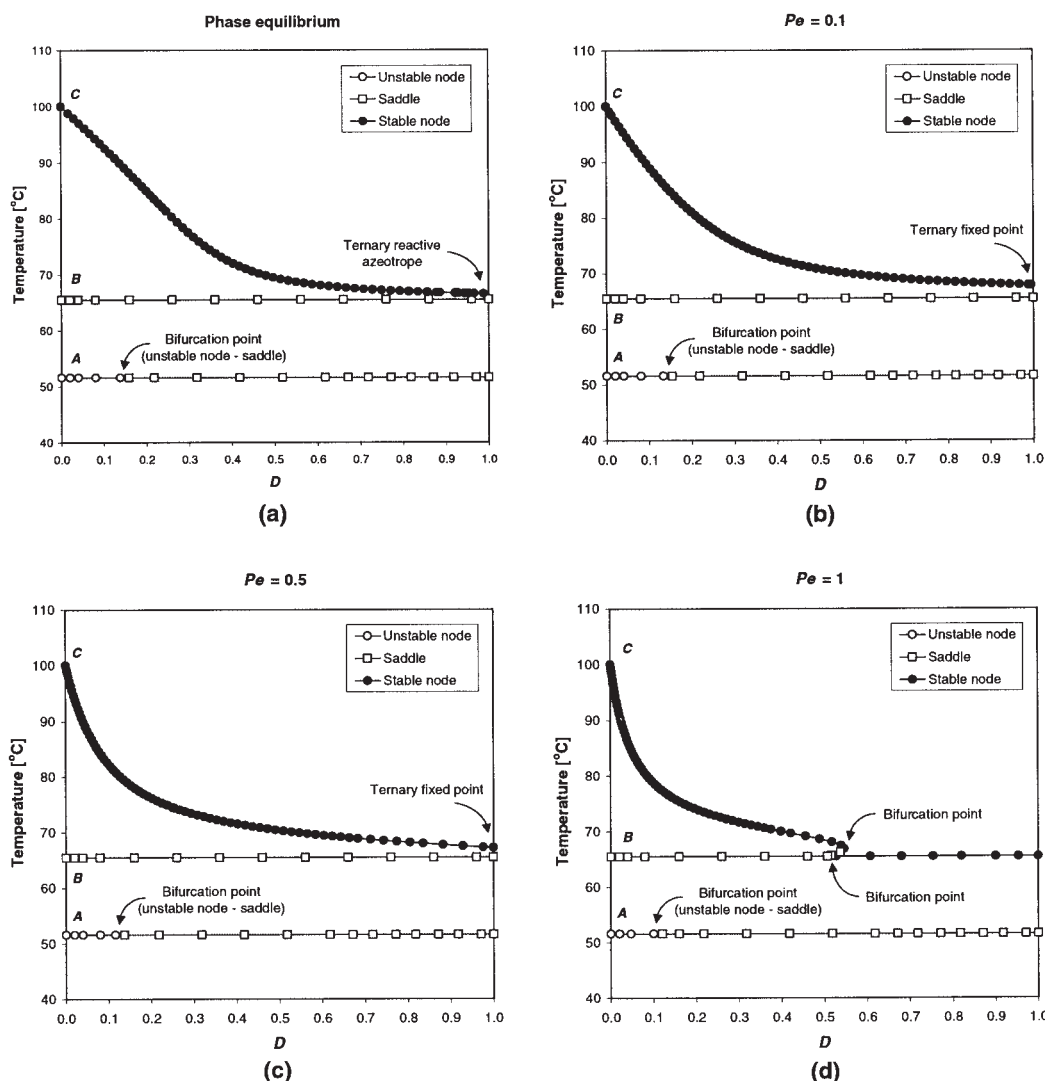 Phase equilibrium
110
100
90
80
70
60
50
40
Temperature [°C]
C
Unstable node
Saddle
Stable node
Ternary reactive
azeotrope
B
A
Bifurcation point
(unstable node - saddle)
0.0 0.1 0.2 0.3 0.4 0.5 0.6 0.7 0.8 0.9 1.0
D
(a)
Pe = 0.1
110
100
90
80
70
60
50
40
Temperature [°C]
C
Unstable node
Saddle
Stable node
Ternary fixed point
B
A
Bifurcation point
(unstable node - saddle)
0.0 0.1 0.2 0.3 0.4 0.5 0.6 0.7 0.8 0.9 1.0
D
(b)
Pe = 0.5
110
100
90
80
70
60
50
40
Temperature [°C]
C
Unstable node
Saddle
Stable node
Ternary fixed point
B
A
Bifurcation point
(unstable node - saddle)
0.0 0.1 0.2 0.3 0.4 0.5 0.6 0.7 0.8 0.9 1.0
D
(c)
Pe = 1
110
100
90
80
70
60
50
40
Temperature [°C]
C
Unstable node
Saddle
Stable node
Bifurcation point
B
Bifurcation point
A
Bifurcation point
(unstable node - saddle)
0.0 0.1 0.2 0.3 0.4 0.5 0.6 0.7 0.8 0.9 1.0
D
(d)